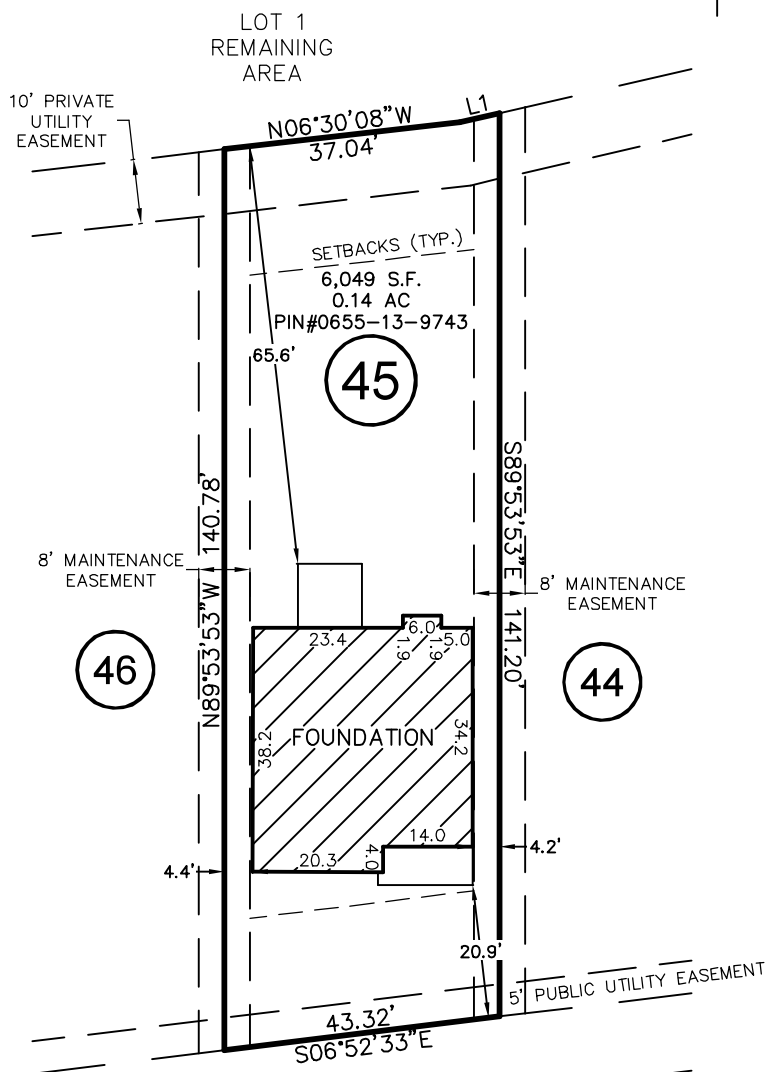 LOT 1
REMAINING
AREA
10' PRIVATE
UTILITY
EASEMENT
L1
N06°30'08"W
37.04'
SETBACKS (TYP.)
6,049 S.F.
0.14 AC
PIN#0655-13-9743
65.6'
45
N89°53'53"W 140.78'
S89°53'53"E 141.20'
8' MAINTENANCE
EASEMENT
8' MAINTENANCE
EASEMENT
46
44
23.4
6.0
1.9
1.9
5.0
38.2
FOUNDATION
34.2
14.0
4.0
20.3
4.4'
4.2'
20.9'
5' PUBLIC UTILITY EASEMENT
43.32'
S06°52'33"E